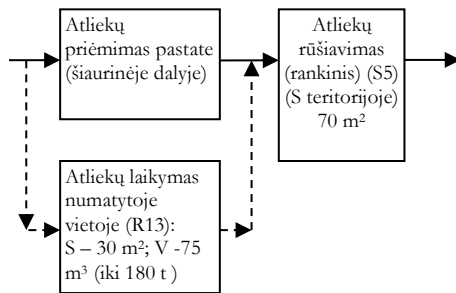 Atliekų
priėmimas pastate
(šiaurinėje dalyje)
Atliekų
rūšiavimas
(rankinis) (S5)
(S teritorijoje)
70 m²
Atliekų laikymas
numatytoje
vietoje (R13):
S – 30 m²; V -75
m³ (iki 180 t )